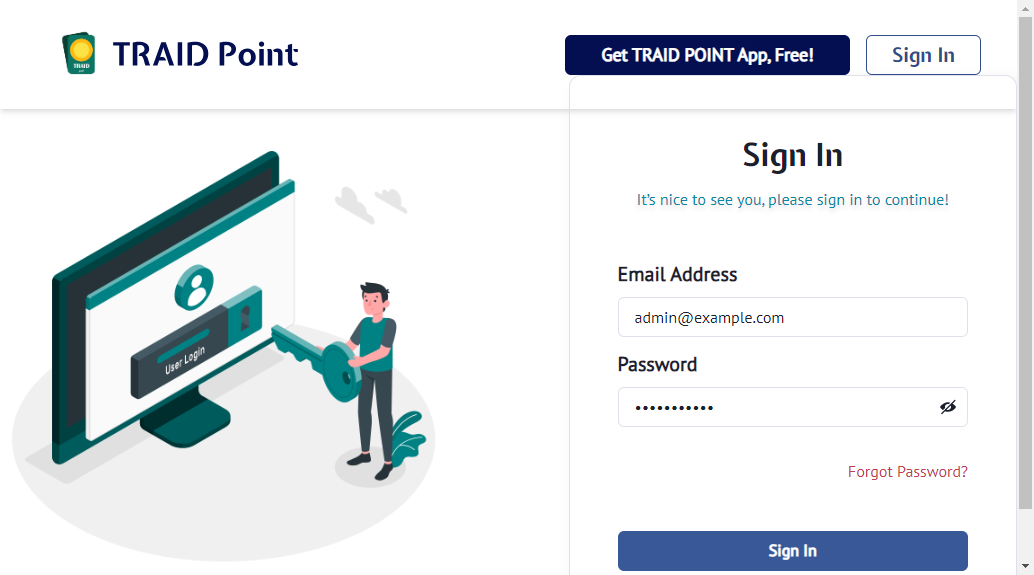 TRAID
TRAID Point
Get TRAID POINT App, Free!
Sign In
Sign In
It's nice to see you, please sign in to continue!
User Login
Email Address
admin@example.com
Password
•••••••••••
Forgot Password?
Sign In